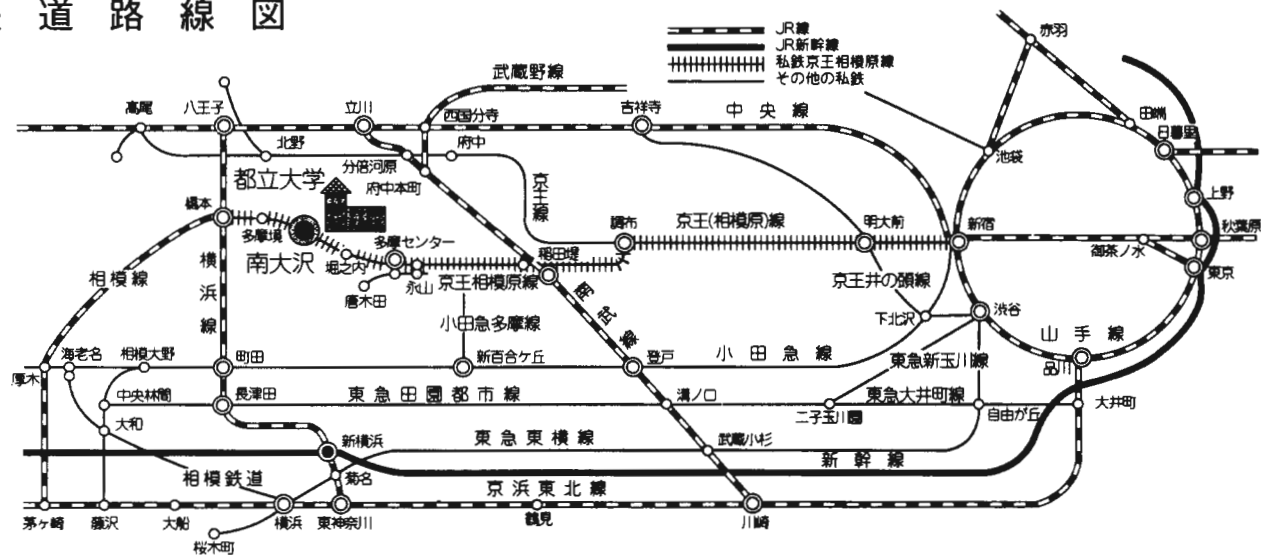 道路線図
JR線
JR新幹線
私鉄京王相模原線
その他の私鉄
赤羽
武蔵野線
高尾
八王子
立川
西国分寺
吉祥寺
中央線
田端
日暮里
北野
分倍河原
府中
池袋
都立大学
府中本町
京王線
上野
橋本
多摩境
調布
京王(相模原)線
明大前
新宿
秋葉原
南大沢
堀之内
多摩センター
稲田堤
御茶ノ水
東京
相模線
横浜線
唐木田
永山
京王相模原線
南武線
京王井の頭線
小田急多摩線
下北沢
渋谷
山手線
海老名
相模大野
町田
新百合ケ丘
登戸
小田急線
東急新玉川線
品川
厚木
中央林間
長津田
東急田園都市線
溝ノ口
二子玉川園
東急大井町線
自由が丘
大井町
大和
新横浜
東急東横線
武蔵小杉
新幹線
相模鉄道
菊名
京浜東北線
茅ヶ崎
藤沢
大船
横浜
東神奈川
鶴見
川崎
桜木町